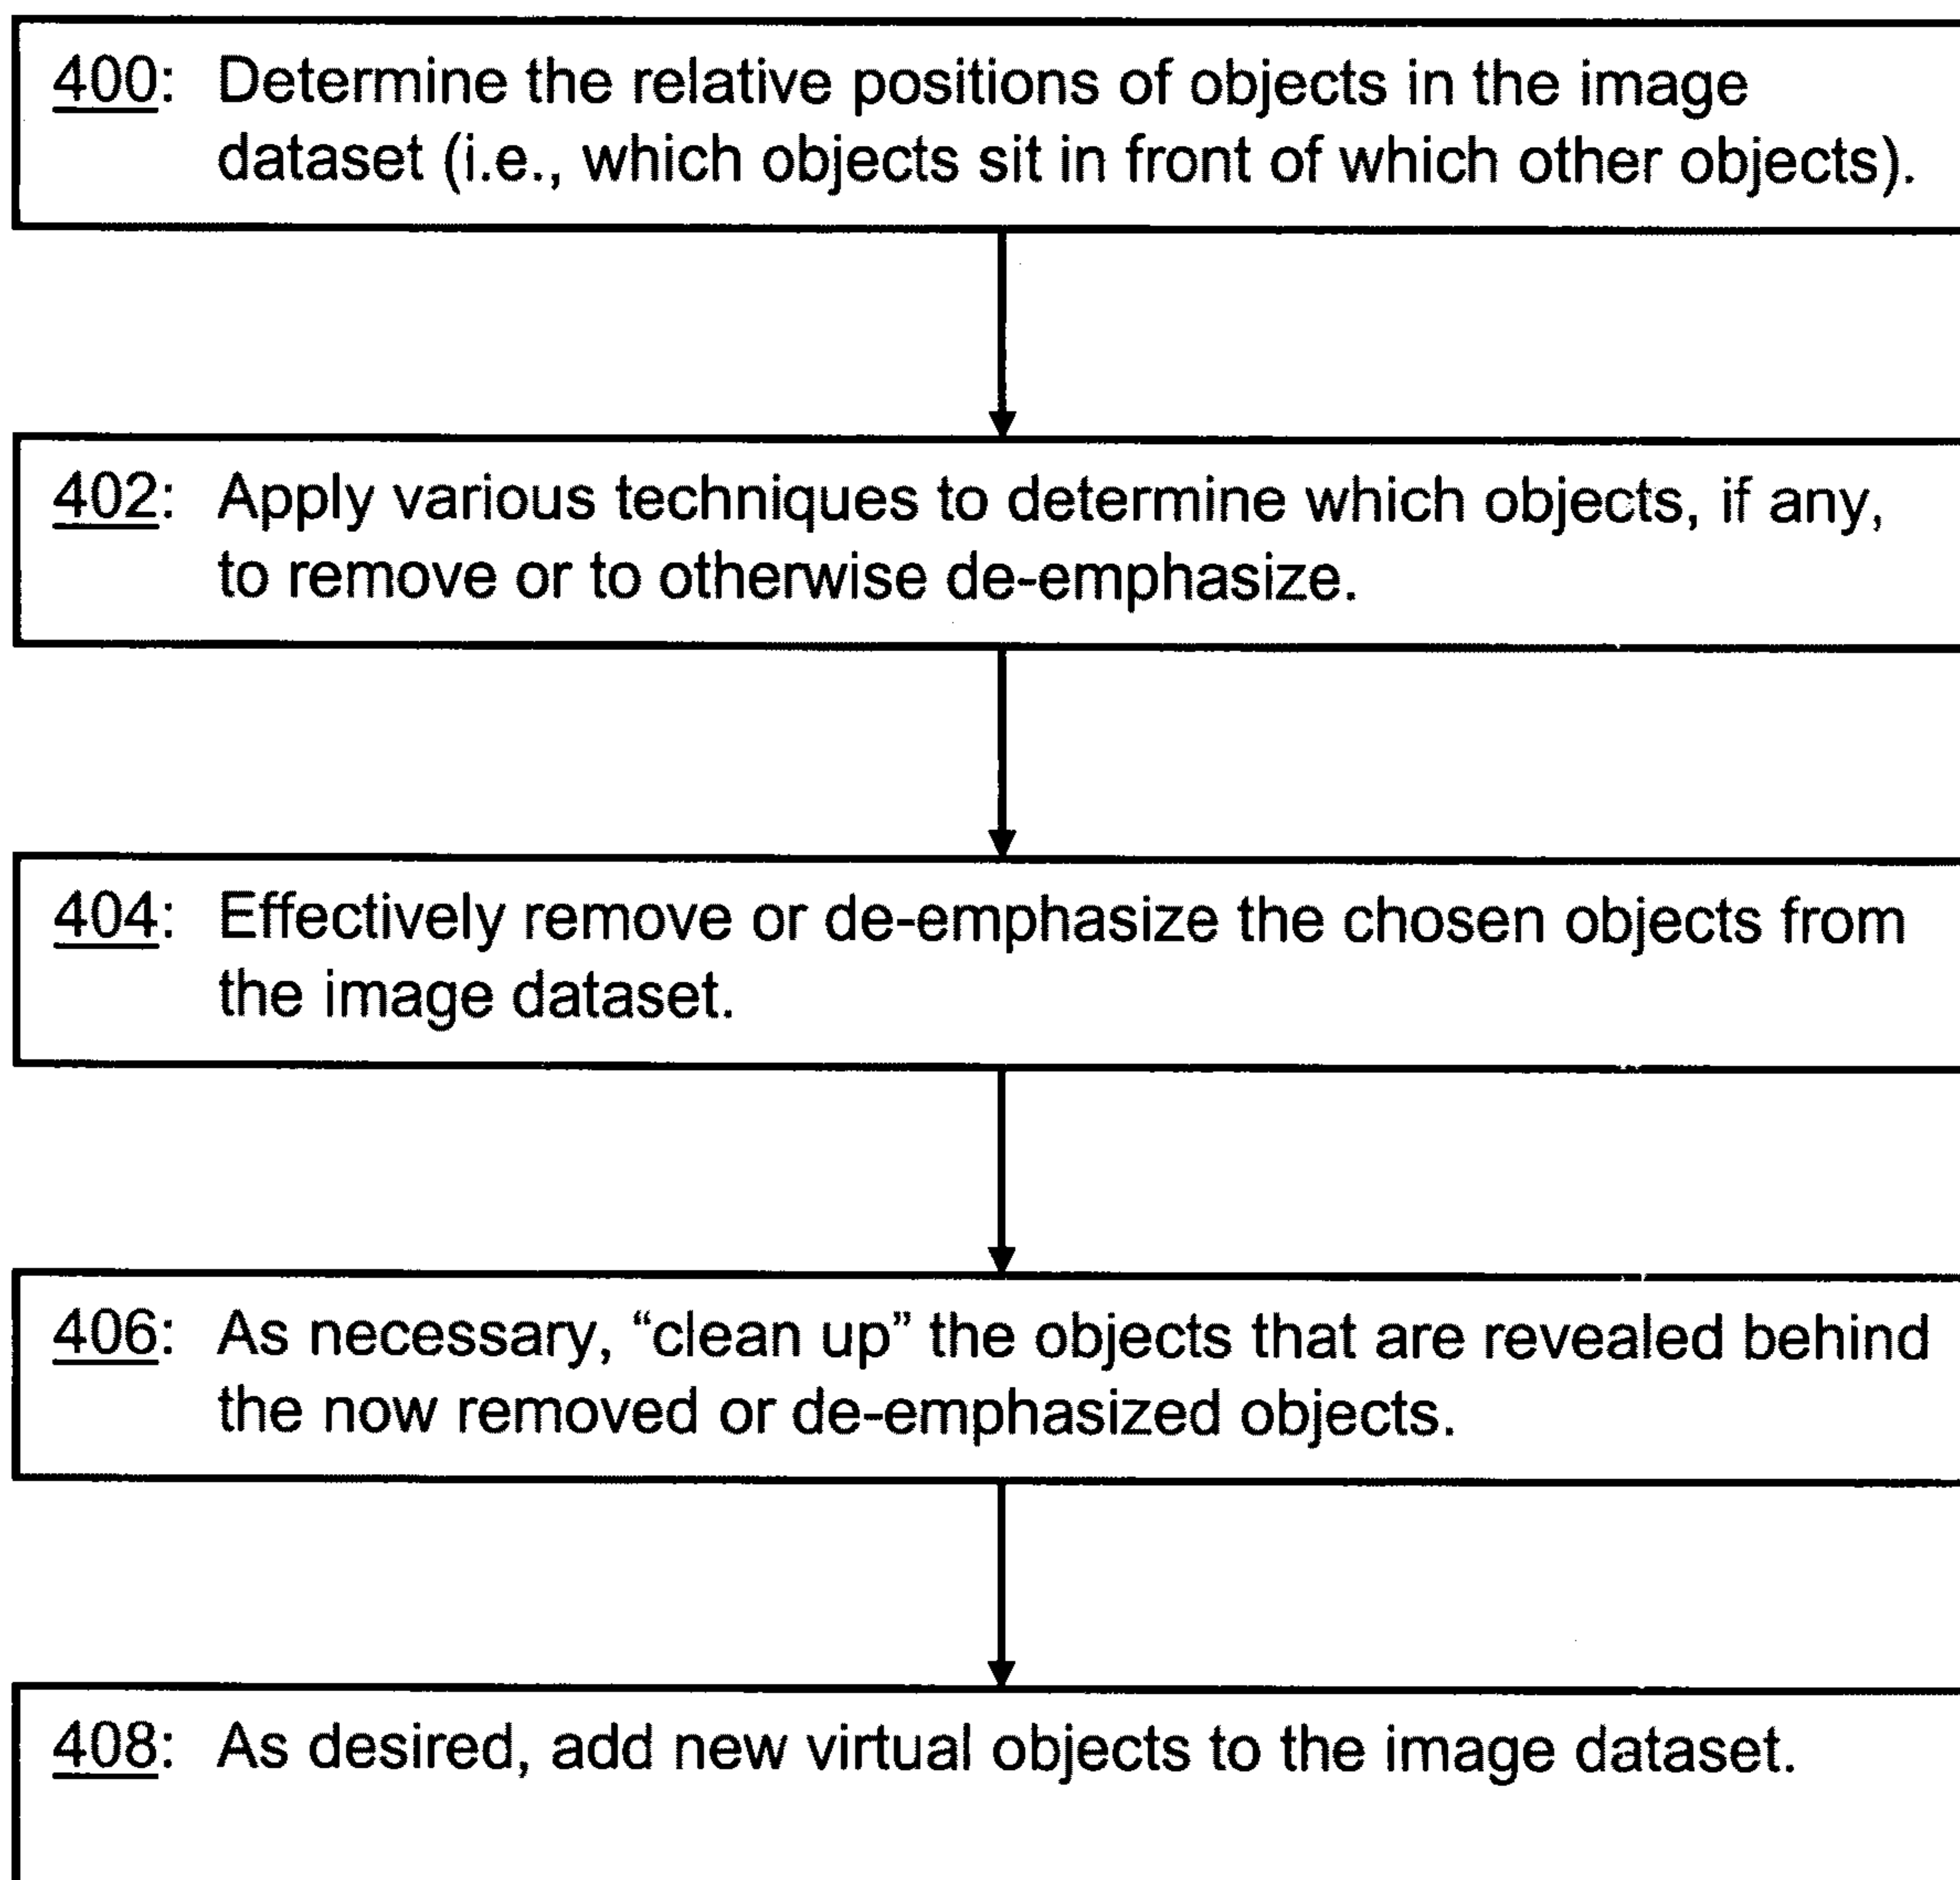 400: Determine the relative positions of objects in the image
dataset (i.e., which objects sit in front of which other objects).
402: Apply various techniques to determine which objects, if any,
to remove or to otherwise de-emphasize.
404: Effectively remove or de-emphasize the chosen objects from
the image dataset.
406: As necessary, “clean up” the objects that are revealed behind
the now removed or de-emphasized objects.
408: As desired, add new virtual objects to the image dataset.